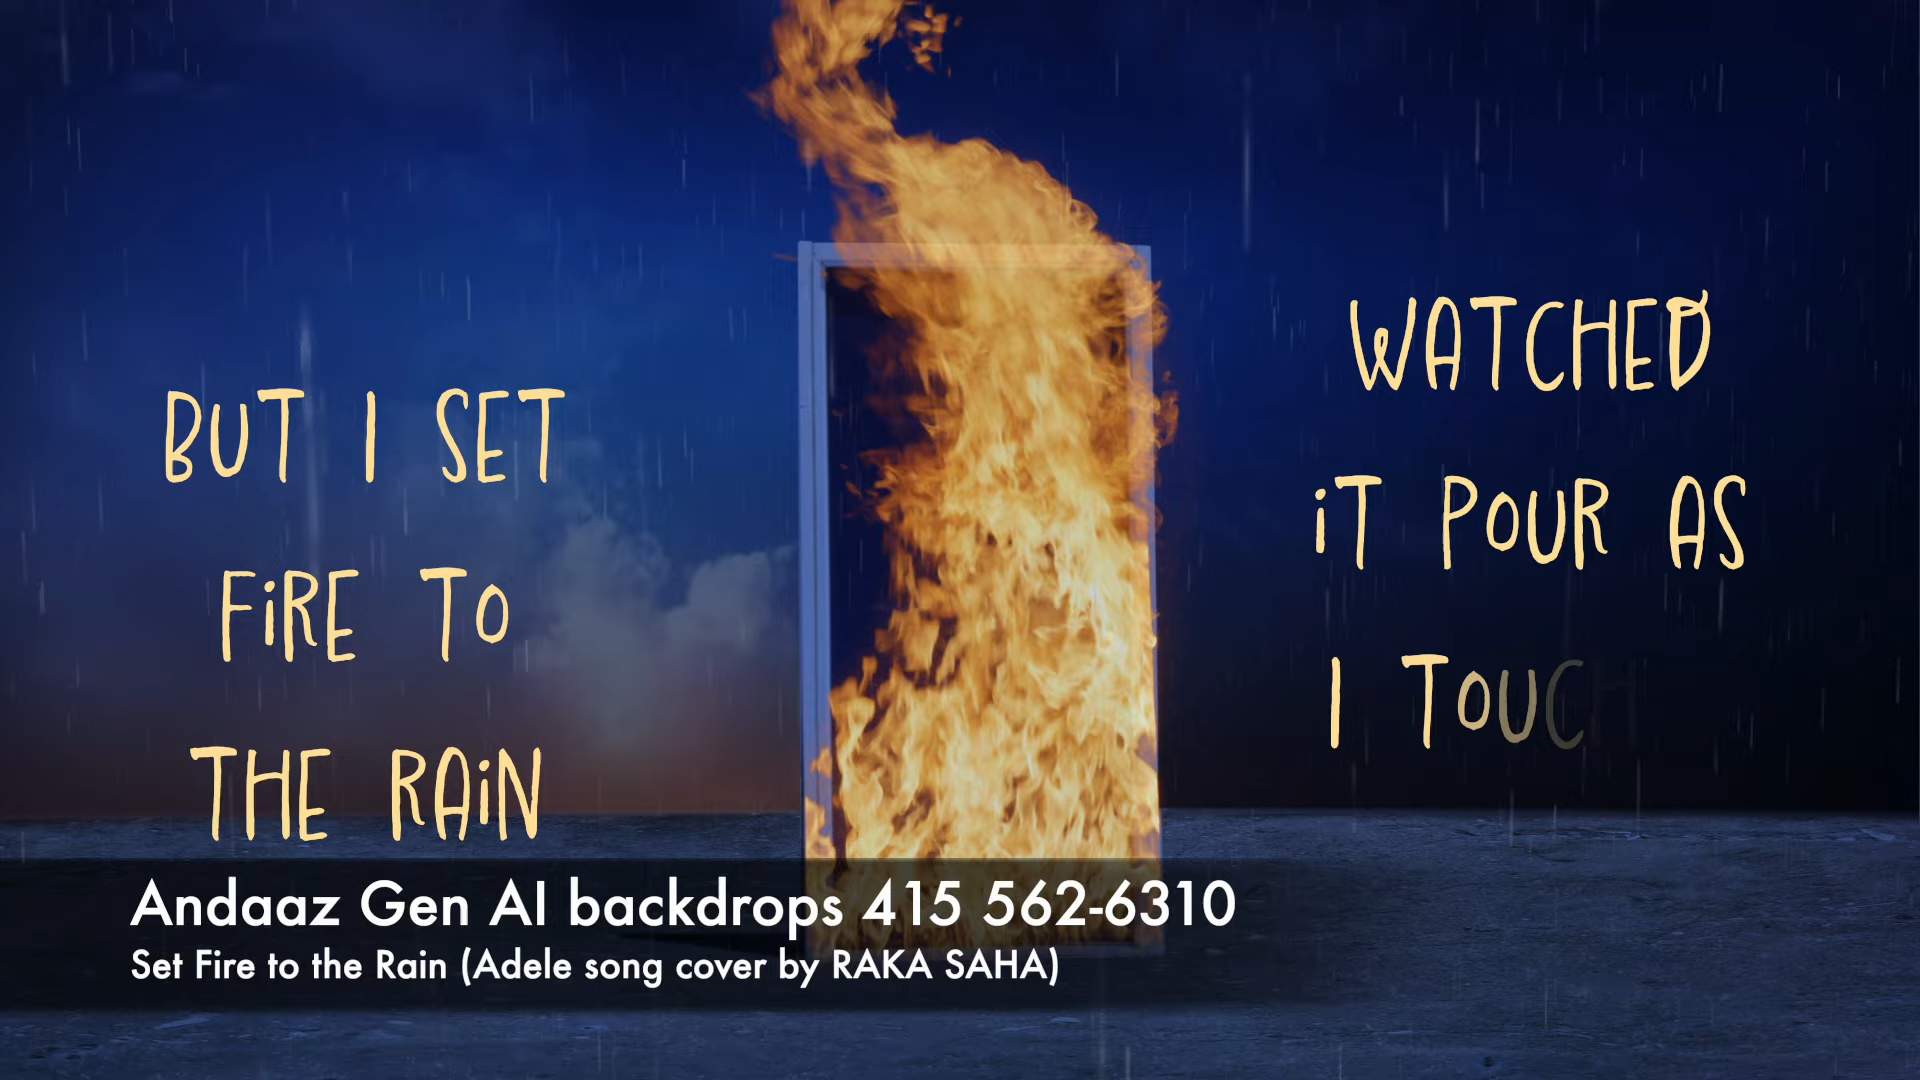 BUT I SET
FiRE TO
THE RAiN
WATCHED
iT POUR AS
I TOUCH
Andaaz Gen AI backdrops 415 562-6310
Set Fire to the Rain (Adele song cover by RAKA SAHA)